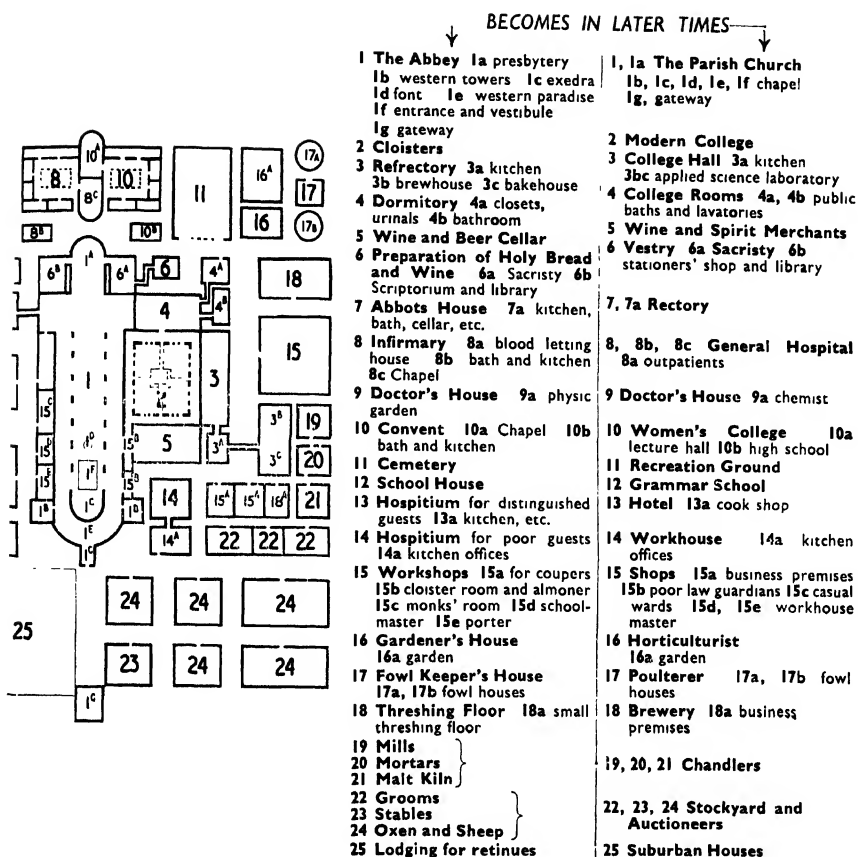 BECOMES IN LATER TIMES
1 The Abbey 1a presbytery
1b western towers 1c exedra
1d font 1e western paradise
1f entrance and vestibule
1g gateway
2 Cloisters
3 Refrectory 3a kitchen
3b brewhouse 3c bakehouse
4 Dormitory 4a closets,
urinals 4b bathroom
5 Wine and Beer Cellar
6 Preparation of Holy Bread
and Wine 6a Sacristy 6b
Scriptorium and library
7 Abbots House 7a kitchen,
bath, cellar, etc.
8 Infirmary 8a blood letting
house 8b bath and kitchen
8c Chapel
9 Doctor's House 9a physic
garden
10 Convent 10a Chapel 10b
bath and kitchen
11 Cemetery
12 School House
13 Hospitium for distinguished
guests 13a kitchen, etc.
14 Hospitium for poor guests
14a kitchen offices
15 Workshops 15a for coupers
15b cloister room and almoner
15c monks' room 15d school-
master 15e porter
16 Gardener's House
16a garden
17 Fowl Keeper's House
17a, 17b fowl houses
18 Threshing Floor 18a small
threshing floor
19 Mills
20 Mortars
21 Malt Kiln
22 Grooms
23 Stables
24 Oxen and Sheep
25 Lodging for retinues
1, 1a The Parish Church
1b, 1c, 1d, 1e, 1f chapel
1g, gateway
2 Modern College
3 College Hall 3a kitchen
3bc applied science laboratory
4 College Rooms 4a, 4b public
baths and lavatories
5 Wine and Spirit Merchants
6 Vestry 6a Sacristy 6b
stationers' shop and library
7, 7a Rectory
8, 8b, 8c General Hospital
8a outpatients
9 Doctor's House 9a chemist
10 Women's College 10a
lecture hall 10b high school
11 Recreation Ground
12 Grammar School
13 Hotel 13a cook shop
14 Workhouse 14a kitchen
offices
15 Shops 15a business premises
15b poor law guardians 15c casual
wards 15d, 15e workhouse
master
16 Horticulturist
16a garden
17 Poulterer 17a, 17b fowl
houses
18 Brewery 18a business
premises
19, 20, 21 Chandlers
22, 23, 24 Stockyard and
Auctioneers
25 Suburban Houses
10A 16A 17A
8 10 11 17
8C 16 17B
8B 10B
1A
6B 6A 6 4A 18
4 4B
1 3 15
15C
1D 15D 15B 5 3A 3B 19
15E 1F 15B 3C 20
1B 1C 1D 14 15A 15A 18A 21
1E 14A 22 22 22
1G
24 24 24
25
23 24 24
1G